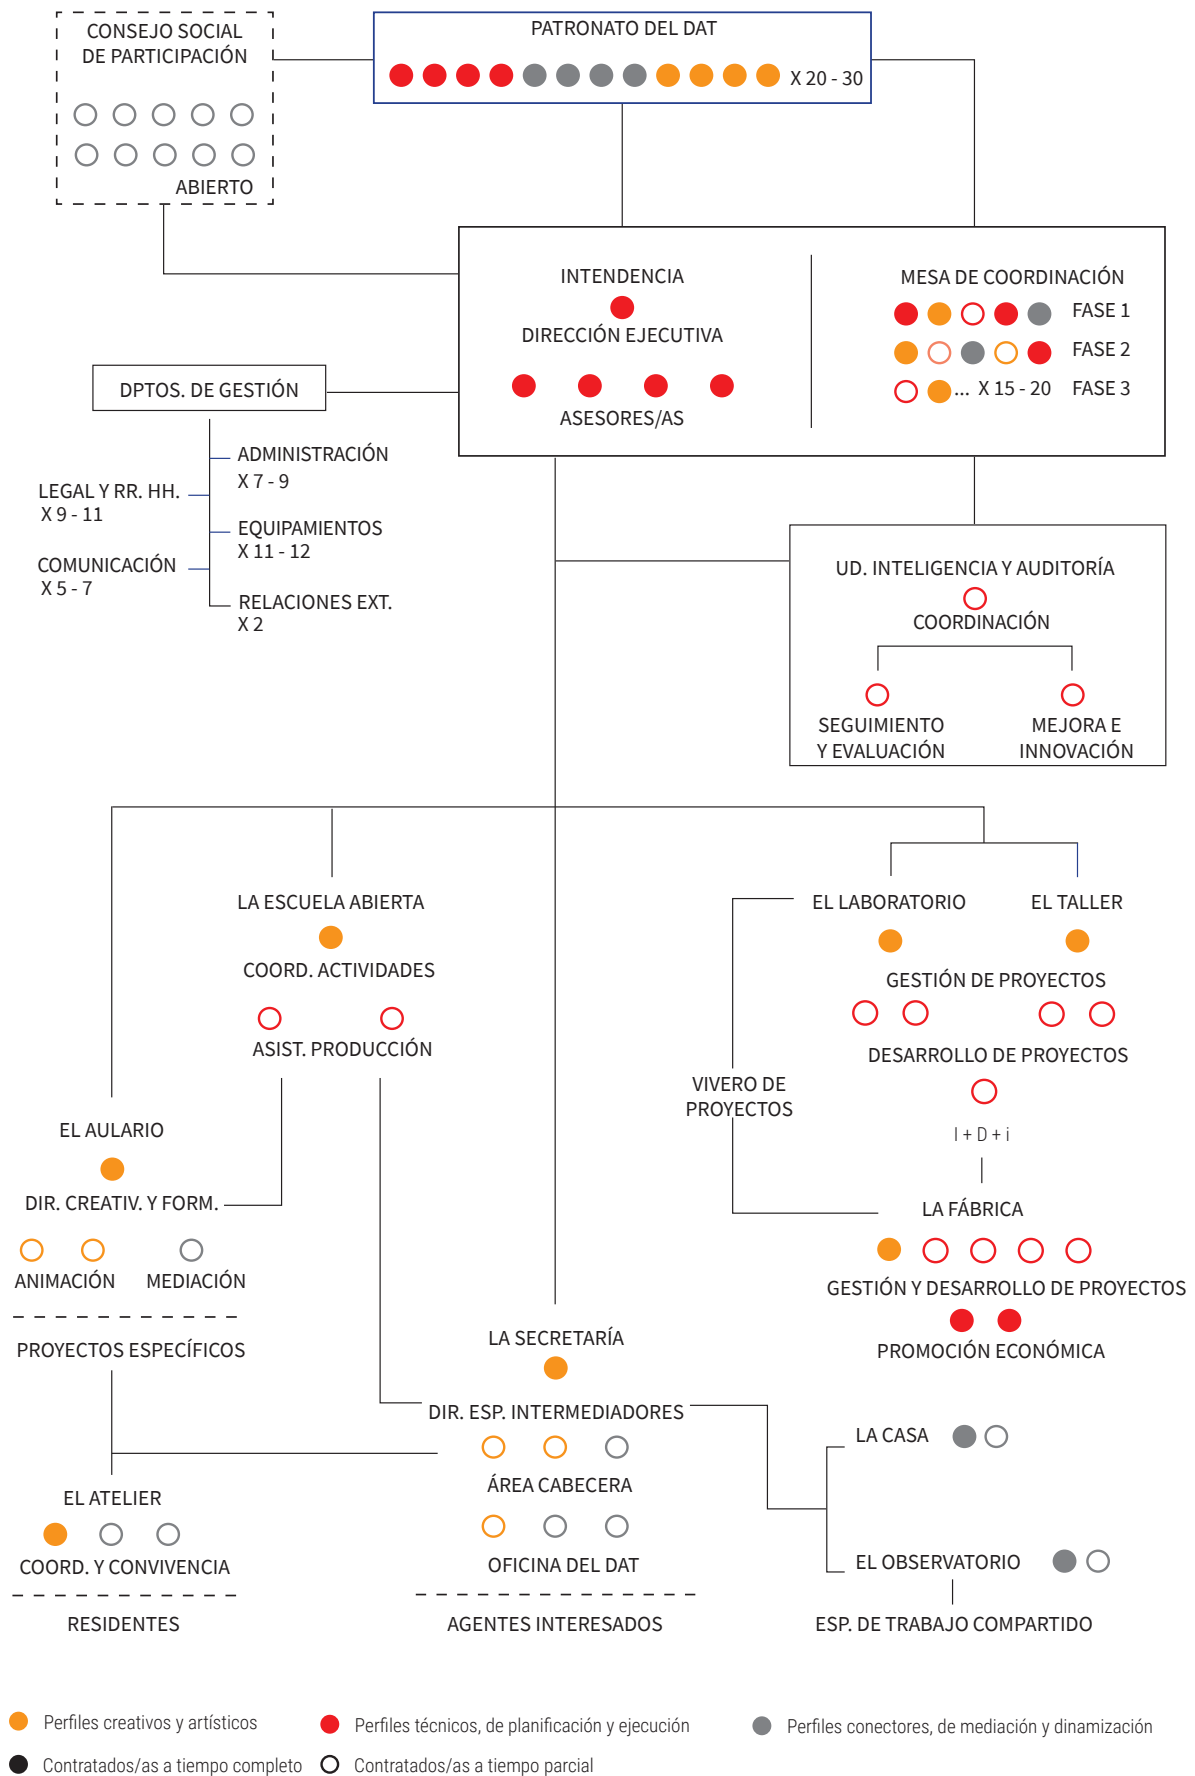 CONSEJO SOCIAL
DE PARTICIPACIÓN
ABIERTO
PATRONATO DEL DAT
X 20 - 30
INTENDENCIA
DIRECCIÓN EJECUTIVA
ASESORES/AS
MESA DE COORDINACIÓN
FASE 1
FASE 2
... X 15 - 20 FASE 3
DPTOS. DE GESTIÓN
ADMINISTRACIÓN
X 7 - 9
LEGAL Y RR. HH.
X 9 - 11
EQUIPAMIENTOS
X 11 - 12
COMUNICACIÓN
X 5 - 7
RELACIONES EXT.
X 2
UD. INTELIGENCIA Y AUDITORÍA
COORDINACIÓN
SEGUIMIENTO
Y EVALUACIÓN
MEJORA E
INNOVACIÓN
LA ESCUELA ABIERTA
COORD. ACTIVIDADES
ASIST. PRODUCCIÓN
EL LABORATORIO
EL TALLER
GESTIÓN DE PROYECTOS
DESARROLLO DE PROYECTOS
I + D + i
VIVERO DE
PROYECTOS
LA FÁBRICA
GESTIÓN Y DESARROLLO DE PROYECTOS
PROMOCIÓN ECONÓMICA
EL AULARIO
DIR. CREATIV. Y FORM.
ANIMACIÓN
MEDIACIÓN
PROYECTOS ESPECÍFICOS
EL ATELIER
COORD. Y CONVIVENCIA
RESIDENTES
LA SECRETARÍA
DIR. ESP. INTERMEDIADORES
ÁREA CABECERA
OFICINA DEL DAT
AGENTES INTERESADOS
LA CASA
EL OBSERVATORIO
ESP. DE TRABAJO COMPARTIDO
Perfiles creativos y artísticos
Perfiles técnicos, de planificación y ejecución
Perfiles conectores, de mediación y dinamización
Contratados/as a tiempo completo
Contratados/as a tiempo parcial